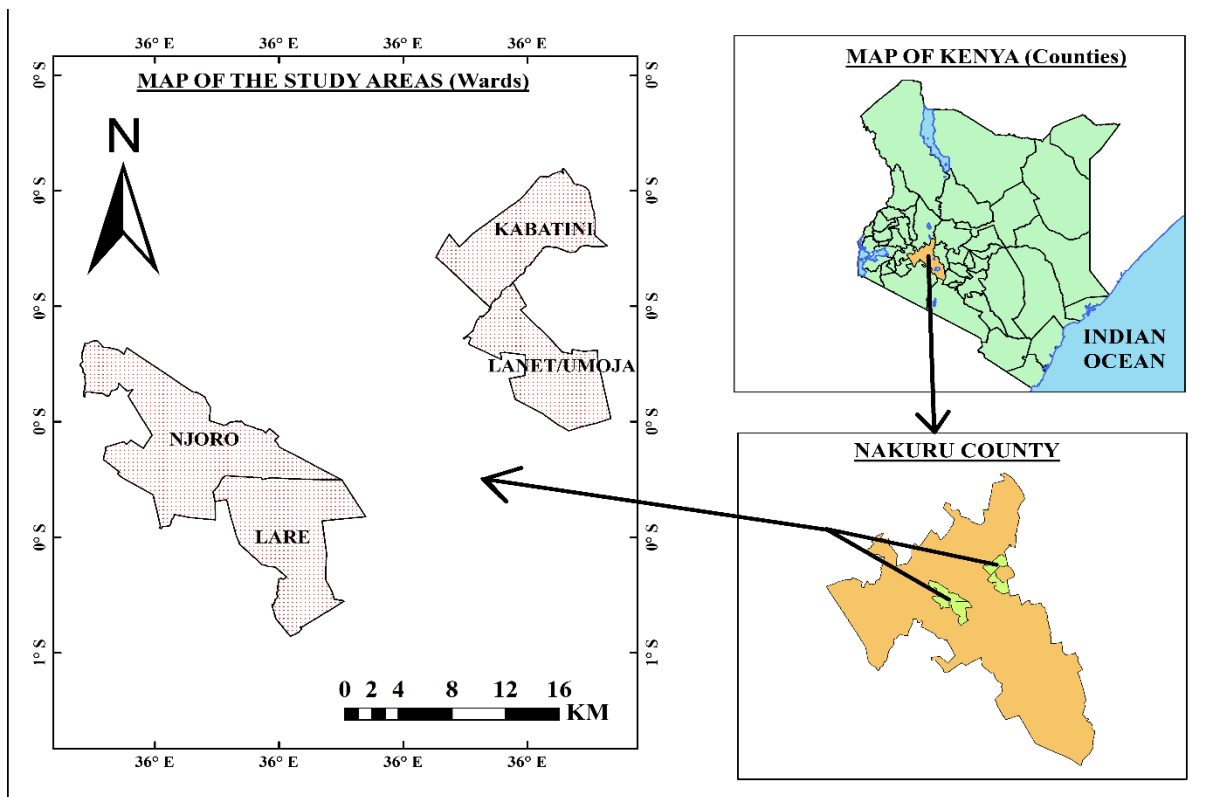 36° E 36° E 36° E 36° E
MAP OF THE STUDY AREAS (Wards)
0° S
0° S
N
0° S
0° S
0° S
0° S
0° S
0° S
0° S
0° S
1° S
1° S
KABATINI
LANET/UMOJA
NJORO
LARE
0 2 4 8 12 16
KM
36° E 36° E 36° E 36° E
MAP OF KENYA (Counties)
INDIAN
OCEAN
NAKURU COUNTY